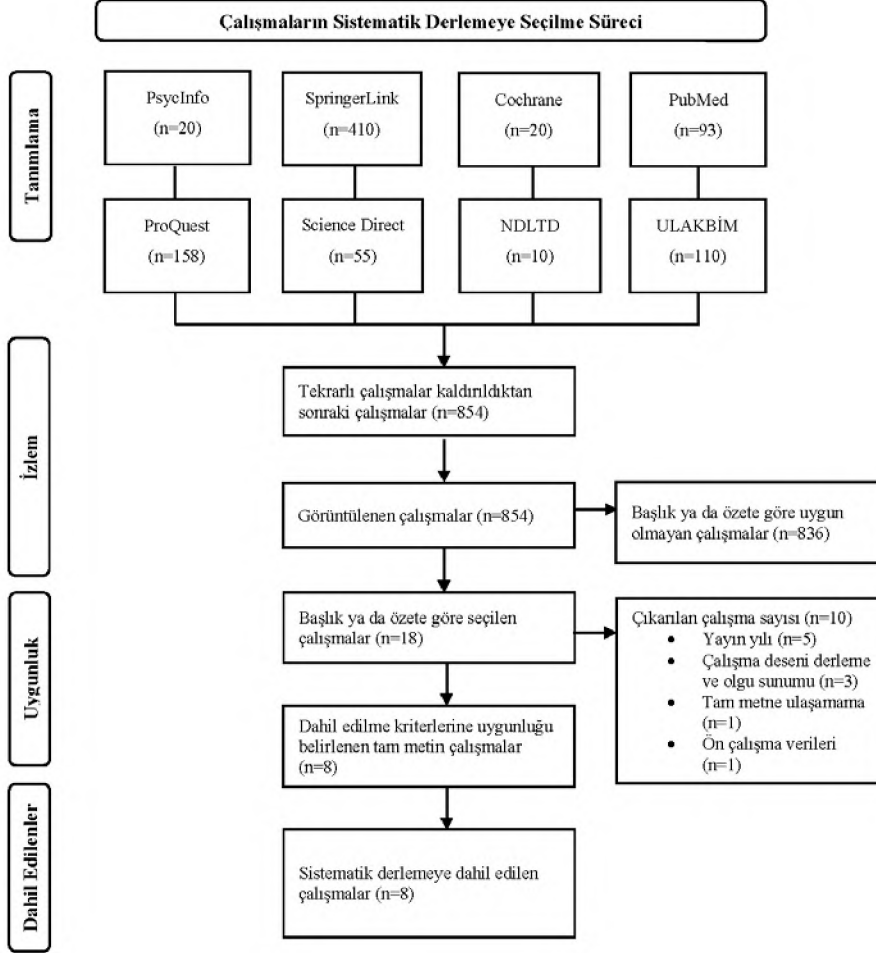 Çalışmaların Sistematik Derlemeye Seçilme Süreci
Tanımlama
PsycInfo
(n=20)
SpringerLink
(n=410)
Cochrane
(n=20)
PubMed
(n=93)
ProQuest
(n=158)
Science Direct
(n=55)
NDLTD
(n=10)
ULAKBİM
(n=110)
İzlem
Tekrarlı çalışmalar kaldırıldıktan
sonraki çalışmalar (n=854)
Görüntülenen çalışmalar (n=854)
Başlık ya da özete göre uygun
olmayan çalışmalar (n=836)
Uygunluk
Başlık ya da özete göre seçilen
çalışmalar (n=18)
Çıkarılan çalışma sayısı (n=10)
• Yayın yılı (n=5)
• Çalışma deseni derleme
ve olgu sunumu (n=3)
• Tam metne ulaşamama
(n=1)
• Ön çalışma verileri
(n=1)
Dahil edilme kriterlerine uygunluğu
belirlenen tam metin çalışmalar
(n=8)
Dahil Edilenler
Sistematik derlemeye dahil edilen
çalışmalar (n=8)